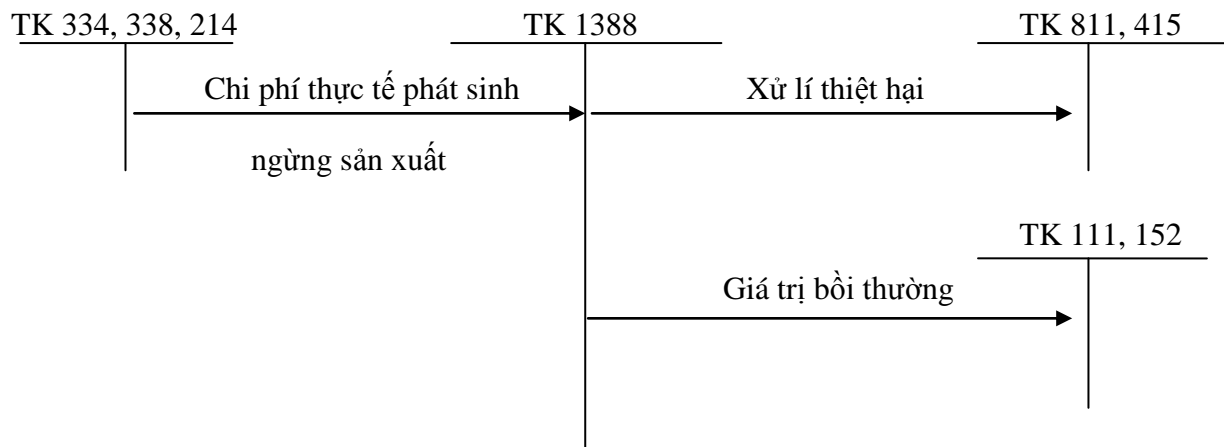 TK 334, 338, 214
TK 1388
TK 811, 415
Chi phí thực tế phát sinh
Xử lí thiệt hại
ngừng sản xuất
TK 111, 152
Giá trị bồi thường